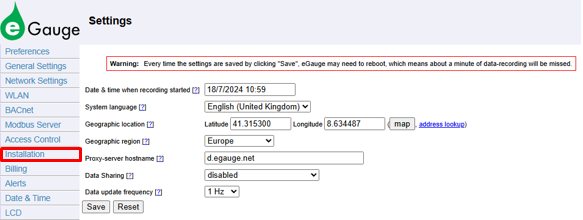 eGauge
Settings
Preferences
General Settings
Network Settings
WLAN
BACnet
Modbus Server
Access Control
Installation
Billing
Alerts
Date & Time
LCD
Warning: Every time the settings are saved by clicking "Save", eGauge may need to reboot, which means about a minute of data-recording will be missed.
Date & time when recording started [?] 18/7/2024 10:59
System language [?] English (United Kingdom)
Geographic location [?] Latitude 41.315300 Longitude 8.634487 ( map , address lookup)
Geographic region [?] Europe
Proxy-server hostname [?] d.egauge.net
Data Sharing [?] disabled
Data update frequency [?] 1 Hz
Save Reset